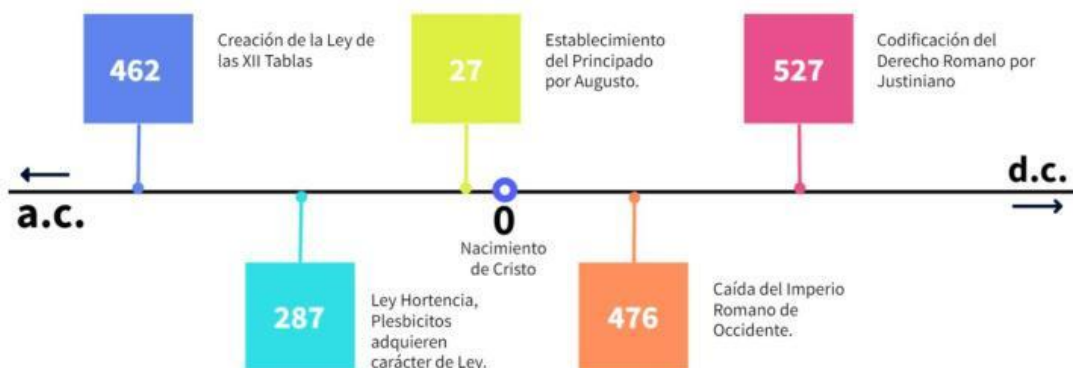 462
Creación de la Ley de
las XII Tablas
27
Establecimiento
del Principado
por Augusto.
527
Codificación del
Derecho Romano por
Justiniano
a.c.
0
Nacimiento
de Cristo
d.c.
287
Ley Hortencia,
Plesbicitos
adquieren
carácter de Ley.
476
Caída del Imperio
Romano de
Occidente.